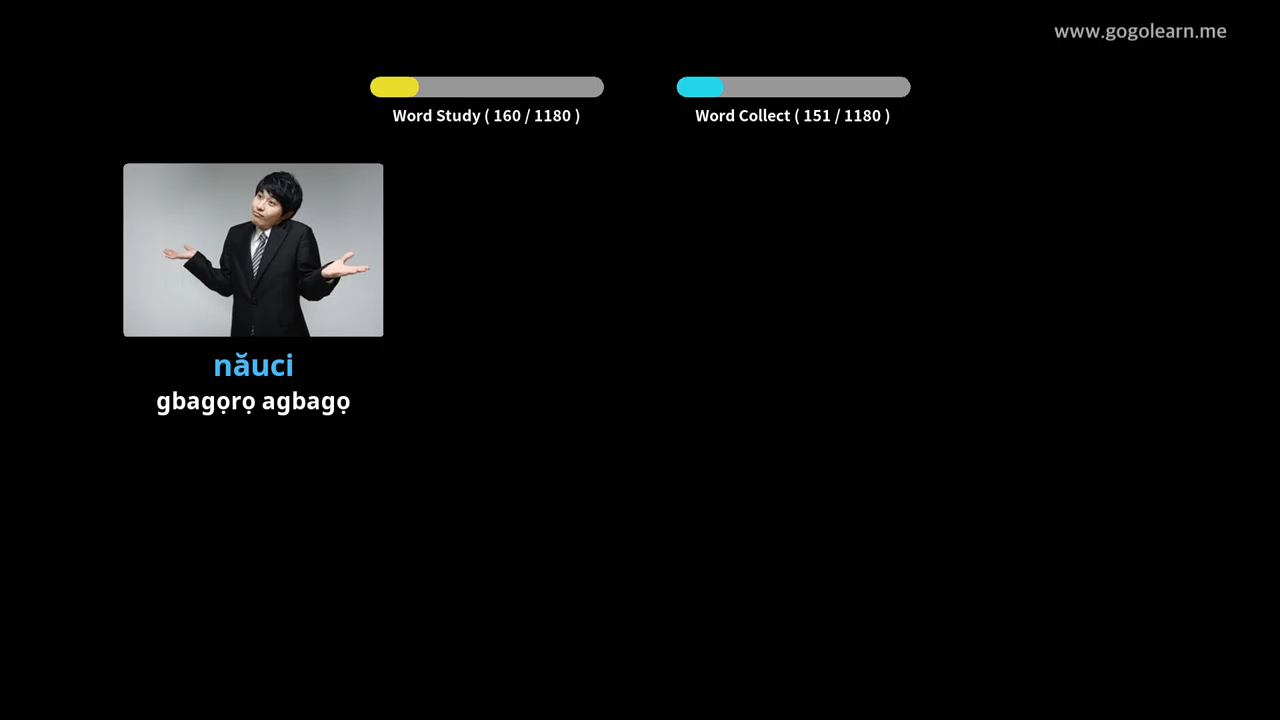 www.gogolearn.me
Word Study ( 160 / 1180 )
Word Collect ( 151 / 1180 )
năuci
gbagọrọ agbagọ